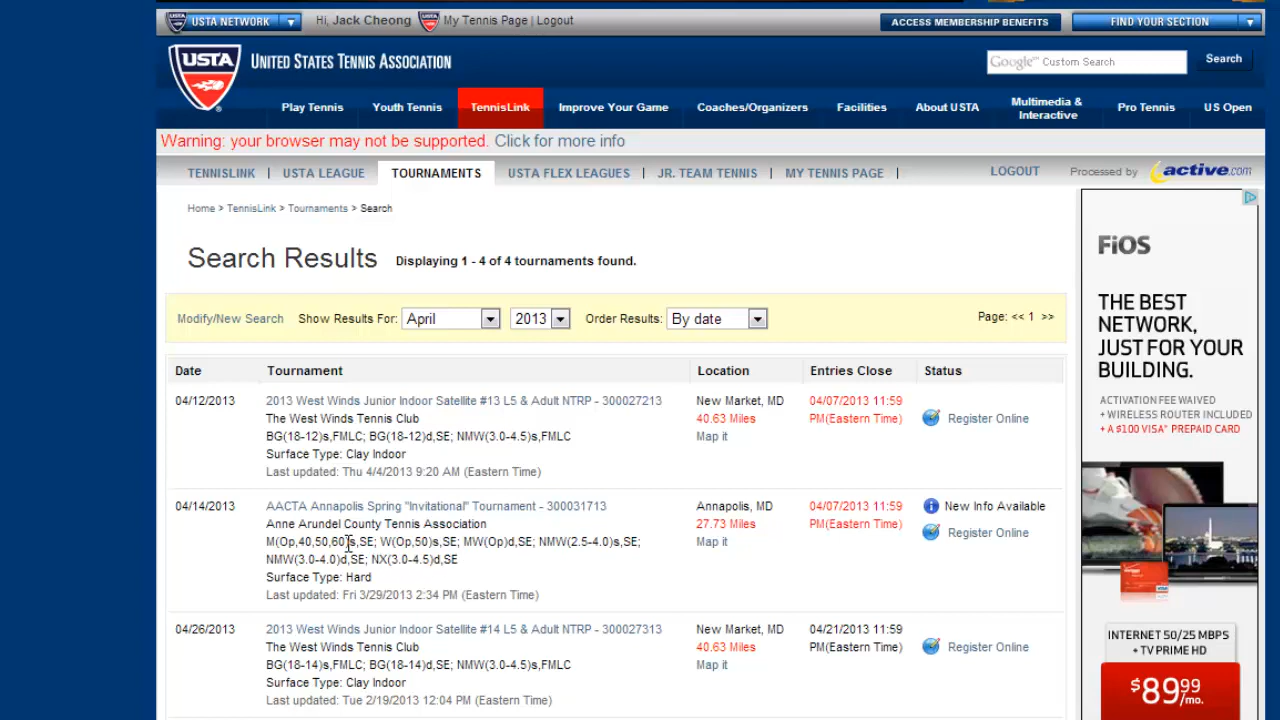 USTA NETWORK
Hi, Jack Cheong My Tennis Page | Logout
ACCESS MEMBERSHIP BENEFITS
FIND YOUR SECTION
USTA
UNITED STATES TENNIS ASSOCIATION
Google™ Custom Search
Search
Play Tennis
Youth Tennis
TennisLink
Improve Your Game
Coaches/Organizers
Facilities
About USTA
Multimedia &
Interactive
Pro Tennis
US Open
Warning: your browser may not be supported. Click for more info
TENNISLINK | USTA LEAGUE TOURNAMENTS USTA FLEX LEAGUES | JR. TEAM TENNIS | MY TENNIS PAGE |
LOGOUT
Processed by active.com
Home > TennisLink > Tournaments > Search
Search Results Displaying 1 - 4 of 4 tournaments found.
Modify/New Search Show Results For: April 2013 Order Results: By date Page: << 1 >>
Date Tournament Location Entries Close Status
04/12/2013
2013 West Winds Junior Indoor Satellite #13 L5 & Adult NTRP - 300027213
The West Winds Tennis Club
BG(18-12)s,FMLC; BG(18-12)d,SE; NMW(3.0-4.5)s,FMLC
Surface Type: Clay Indoor
Last updated: Thu 4/4/2013 9:20 AM (Eastern Time)
New Market, MD
40.63 Miles
Map it
04/07/2013 11:59
PM(Eastern Time)
Register Online
04/14/2013
AACTA Annapolis Spring "Invitational" Tournament - 300031713
Anne Arundel County Tennis Association
M(Op,40,50,60)s,SE; W(Op,50)s,SE; MW(Op)d,SE; NMW(2.5-4.0)s,SE;
NMW(3.0-4.0)d,SE; NX(3.0-4.5)d,SE
Surface Type: Hard
Last updated: Fri 3/29/2013 2:34 PM (Eastern Time)
Annapolis, MD
27.73 Miles
Map it
04/07/2013 11:59
PM(Eastern Time)
New Info Available
Register Online
04/26/2013
2013 West Winds Junior Indoor Satellite #14 L5 & Adult NTRP - 300027313
The West Winds Tennis Club
BG(18-14)s,FMLC; BG(18-14)d,SE; NMW(3.0-4.5)s,FMLC
Surface Type: Clay Indoor
Last updated: Tue 2/19/2013 12:04 PM (Eastern Time)
New Market, MD
40.63 Miles
Map it
04/21/2013 11:59
PM(Eastern Time)
Register Online
FiOS
THE BEST
NETWORK,
JUST FOR YOUR
BUILDING.
ACTIVATION FEE WAIVED
+ WIRELESS ROUTER INCLUDED
+ A $100 VISA® PREPAID CARD
INTERNET 50/25 MBPS
+ TV PRIME HD
$89.99
/mo.